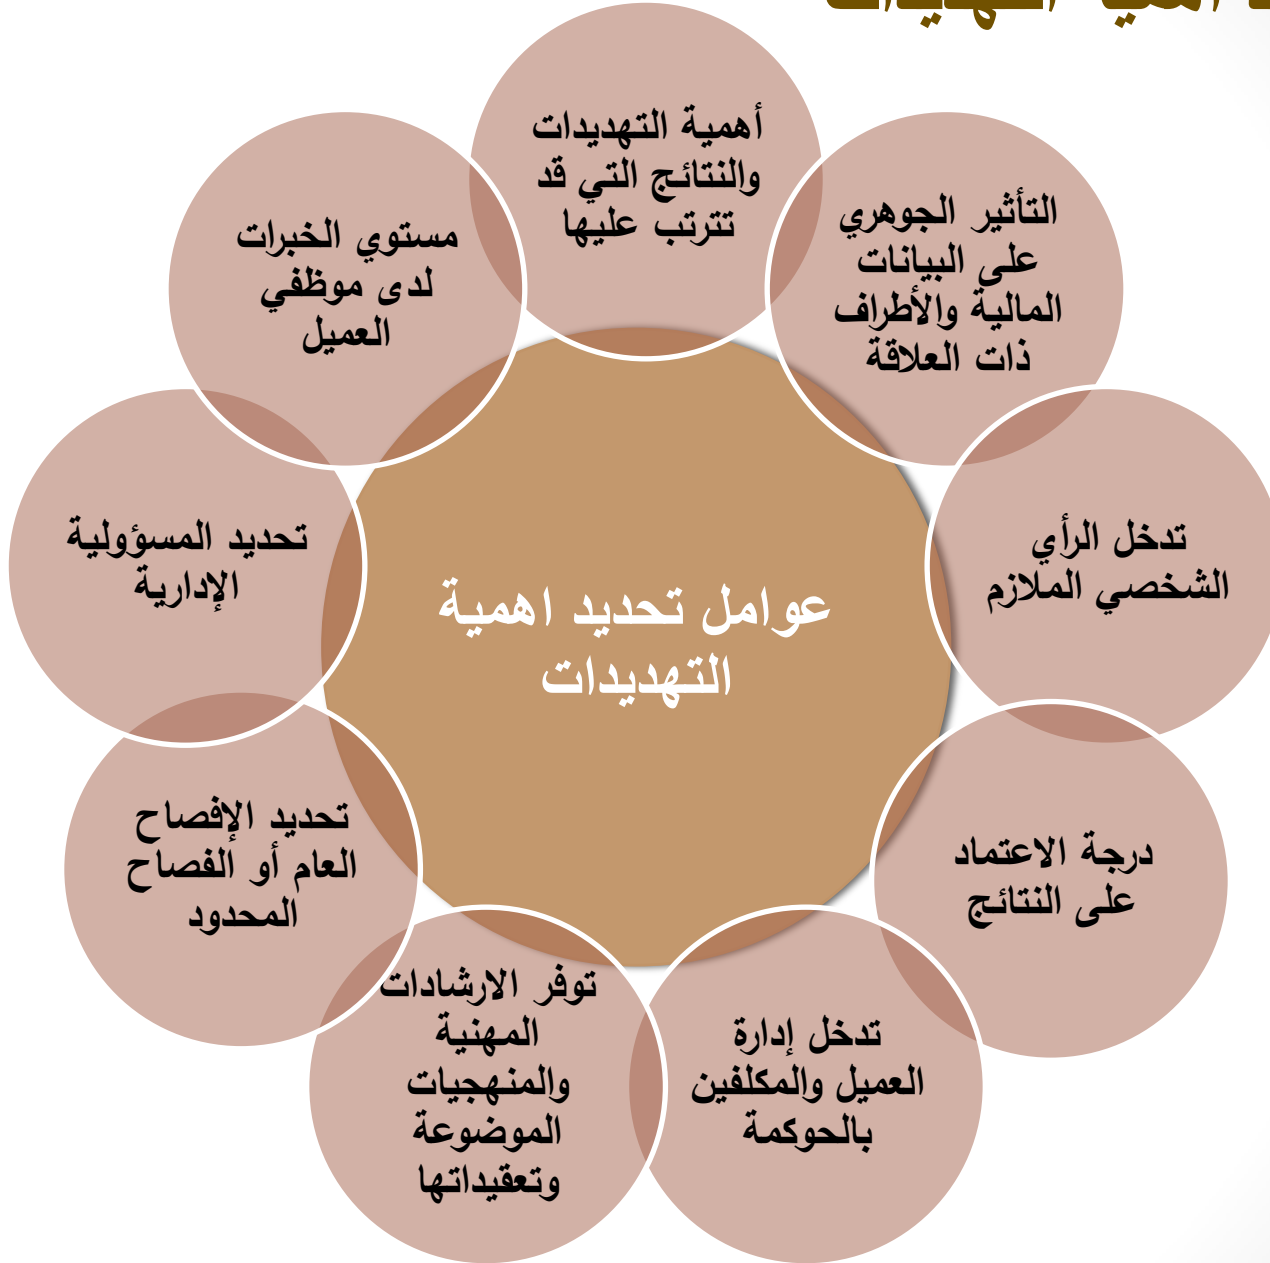 أهمية التهديدات
والنتائج التي قد
تترتب عليها
التأثير الجوهري
على البيانات
المالية والأطراف
ذات العلاقة
تدخل الرأي
الشخصي الملازم
درجة الاعتماد
على النتائج
تدخل إدارة
العميل والمكلفين
بالحوكمة
توفر الارشادات
المهنية
والمنهجيات
الموضوعة
وتعقيداتها
تحديد الإفصاح
العام أو الفصاح
المحدود
تحديد المسؤولية
الإدارية
مستوي الخبرات
لدى موظفي
العميل
عوامل تحديد اهمية
التهديدات